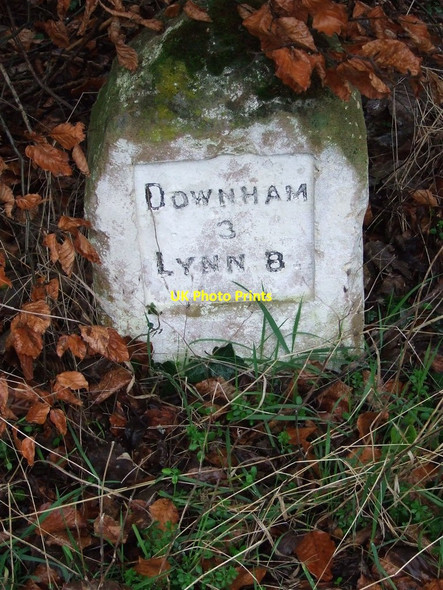 DOWNHAM
3
LYNN 8
UK Photo Prints